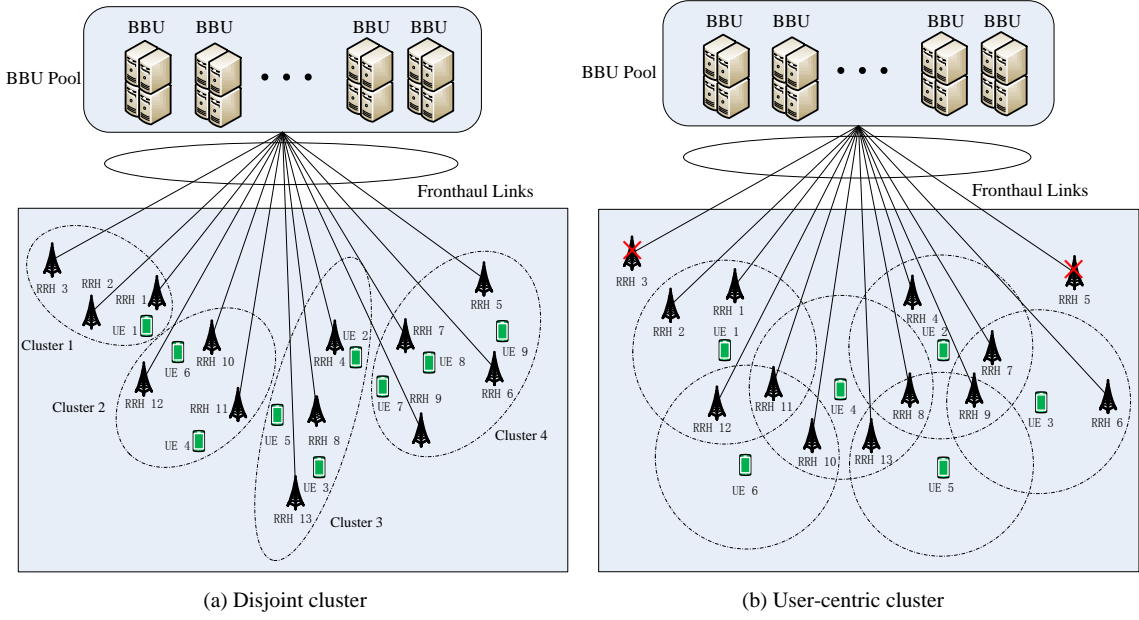 BBU
BBU
BBU
BBU
BBU Pool
Fronthaul Links
RRH 3
RRH 2
RRH 1
UE 1
Cluster 1
UE 6
RRH 10
RRH 12
Cluster 2
RRH 11
UE 4
UE 5
RRH 4
UE 2
RRH 8
UE 3
RRH 13
Cluster 3
RRH 5
RRH 7
UE 9
UE 8
RRH 6
UE 7
RRH 9
Cluster 4
(a) Disjoint cluster
BBU
BBU
BBU
BBU
BBU Pool
Fronthaul Links
RRH 3
RRH 5
RRH 1
RRH 2
UE 1
RRH 4
UE 2
RRH 7
UE 4
RRH 11
RRH 8
RRH 9
UE 3
RRH 6
RRH 12
RRH 10
RRH 13
UE 6
UE 5
(b) User-centric cluster